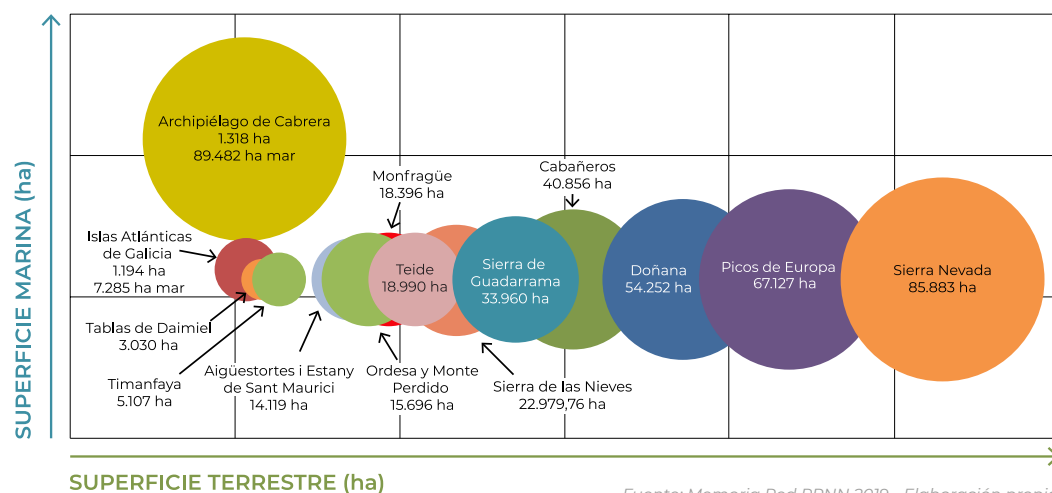 SUPERFICIE MARINA (ha)
Archipiélago de Cabrera
1.318 ha
89.482 ha mar
Islas Atlánticas
de Galicia
1.194 ha
7.285 ha mar
Tablas de Daimiel
3.030 ha
Timanfaya
5.107 ha
Aigüestortes i Estany
de Sant Maurici
14.119 ha
Monfragüe
18.396 ha
Ordesa y Monte
Perdido
15.696 ha
Teide
18.990 ha
Sierra de las Nieves
22.979,76 ha
Sierra de
Guadarrama
33.960 ha
Cabañeros
40.856 ha
Doñana
54.252 ha
Picos de Europa
67.127 ha
Sierra Nevada
85.883 ha
SUPERFICIE TERRESTRE (ha)